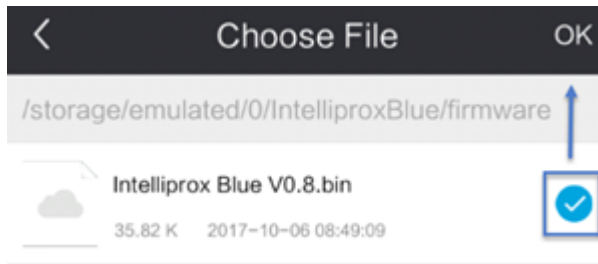 Choose File OK
/storage/emulated/0/IntelliproxBlue/firmware
Intelliprox Blue V0.8.bin
35.82 K 2017-10-06 08:49:09